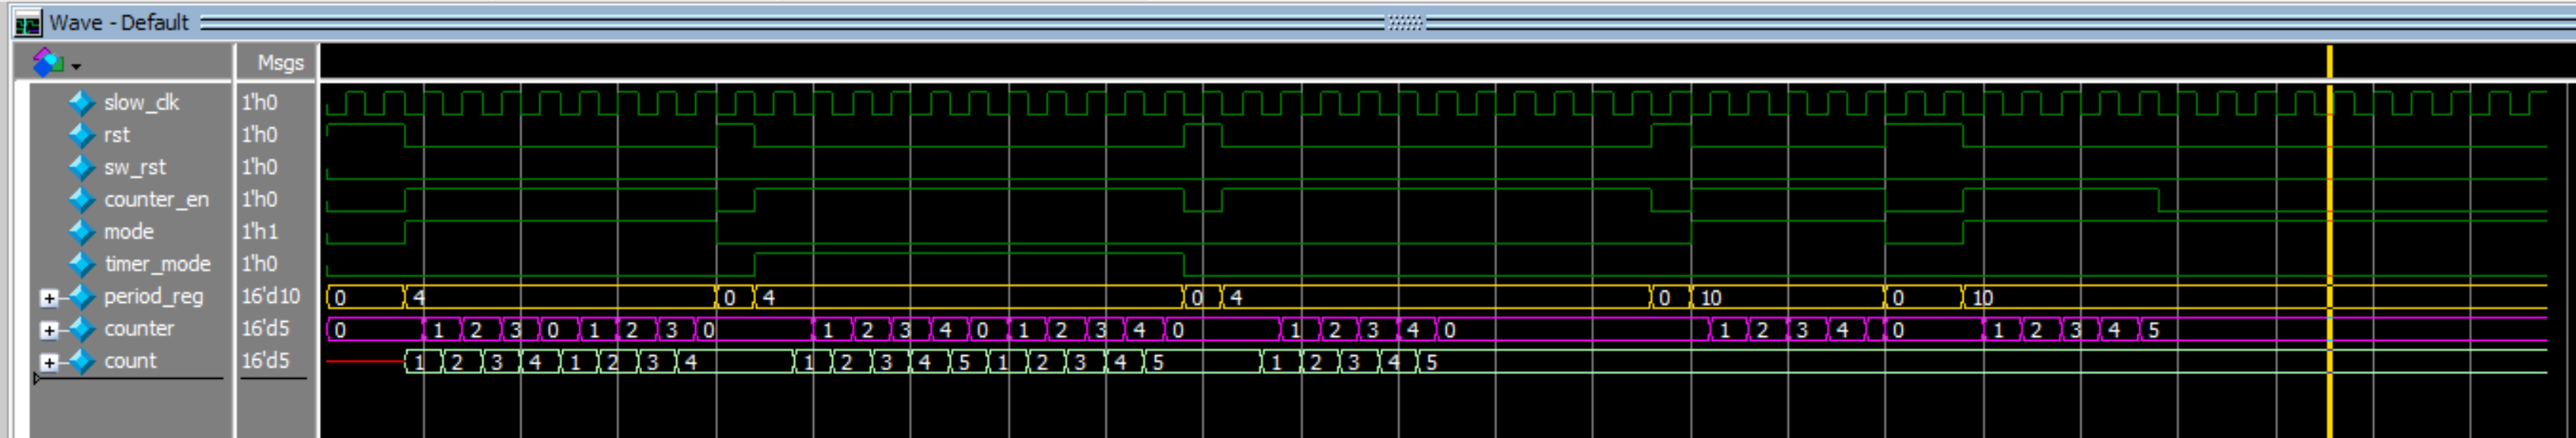 Wave - Default
Msgs
slow_clk 1'h0
rst 1'h0
sw_rst 1'h0
counter_en 1'h0
mode 1'h1
timer_mode 1'h0
period_reg 16'd10 0 4 0 4 0 4 0 10 0 10
counter 16'd5 0 1 2 3 0 1 2 3 0 1 2 3 4 0 1 2 3 4 0 1 2 3 4 0 1 2 3 4 0 1 2 3 4 5
count 16'd5 1 2 3 4 1 2 3 4 1 2 3 4 5 1 2 3 4 5 1 2 3 4 5